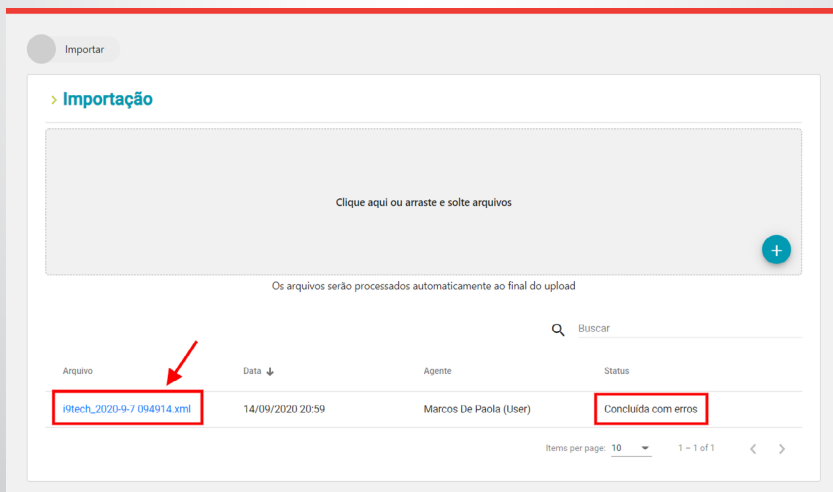 Importar
> Importação
Clique aqui ou arraste e solte arquivos
+
Os arquivos serão processados automaticamente ao final do upload
Buscar
Arquivo Data ↓ Agente Status
i9tech_2020-9-7 094914.xml 14/09/2020 20:59 Marcos De Paola (User) Concluída com erros
Items per page: 10 1 – 1 of 1 < >